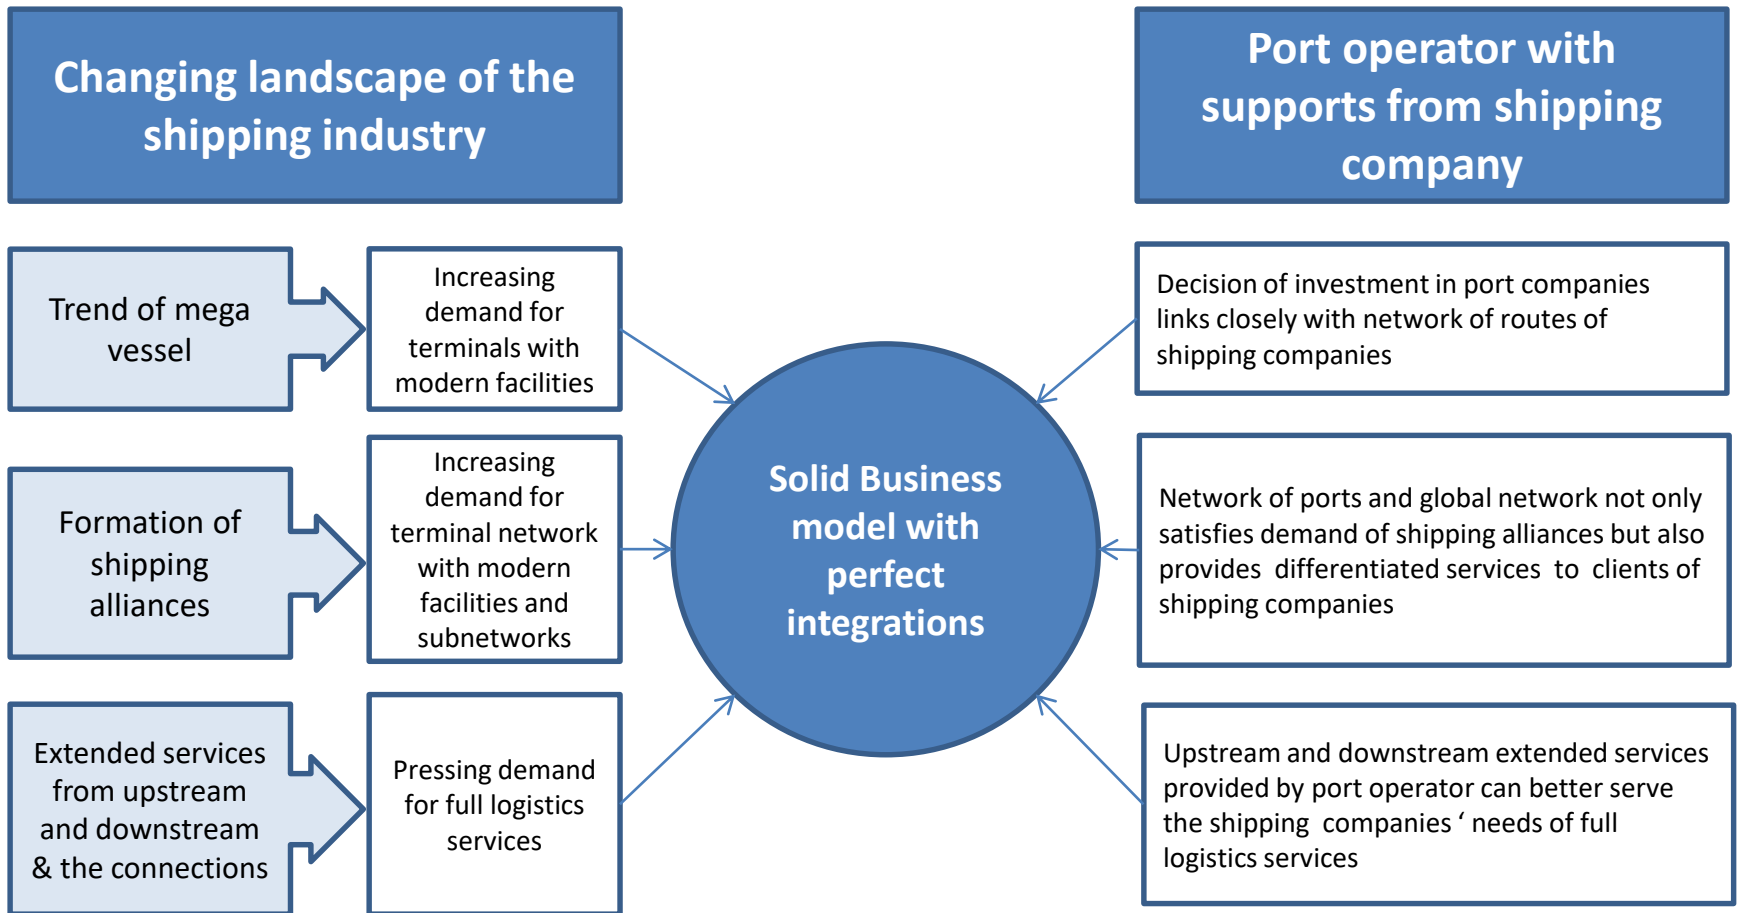 Changing landscape of the
shipping industry
Port operator with
supports from shipping
company
Trend of mega
vessel
Increasing
demand for
terminals with
modern facilities
Formation of
shipping
alliances
Increasing
demand for
terminal network
with modern
facilities and
subnetworks
Extended services
from upstream
and downstream
& the connections
Pressing demand
for full logistics
services
Solid Business
model with
perfect
integrations
Decision of investment in port companies
links closely with network of routes of
shipping companies
Network of ports and global network not only
satisfies demand of shipping alliances but also
provides differentiated services to clients of
shipping companies
Upstream and downstream extended services
provided by port operator can better serve
the shipping companies ‘ needs of full
logistics services